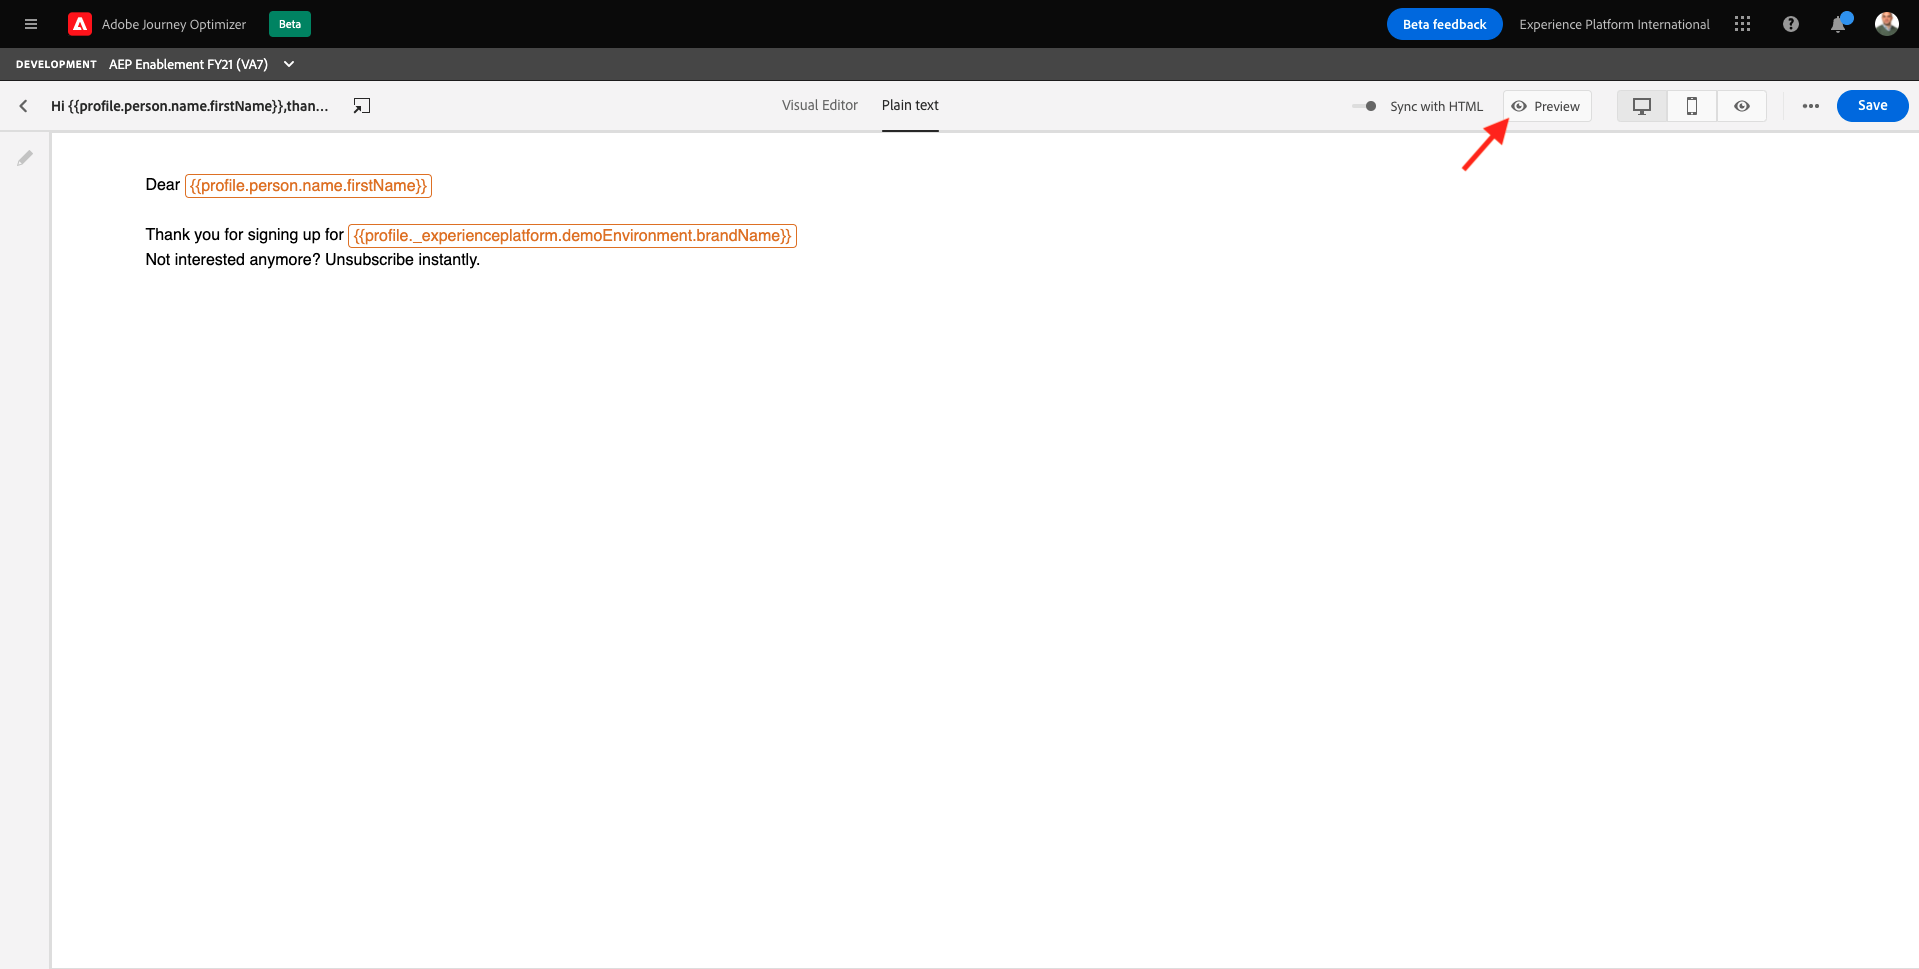 Adobe Journey Optimizer Beta Beta feedback Experience Platform International
DEVELOPMENT AEP Enablement FY21 (VA7)
Hi {{profile.person.name.firstName}},than... Visual Editor Plain text Sync with HTML Preview Save
Dear {{profile.person.name.firstName}}
Thank you for signing up for {{profile._experienceplatform.demoEnvironment.brandName}}
Not interested anymore? Unsubscribe instantly.